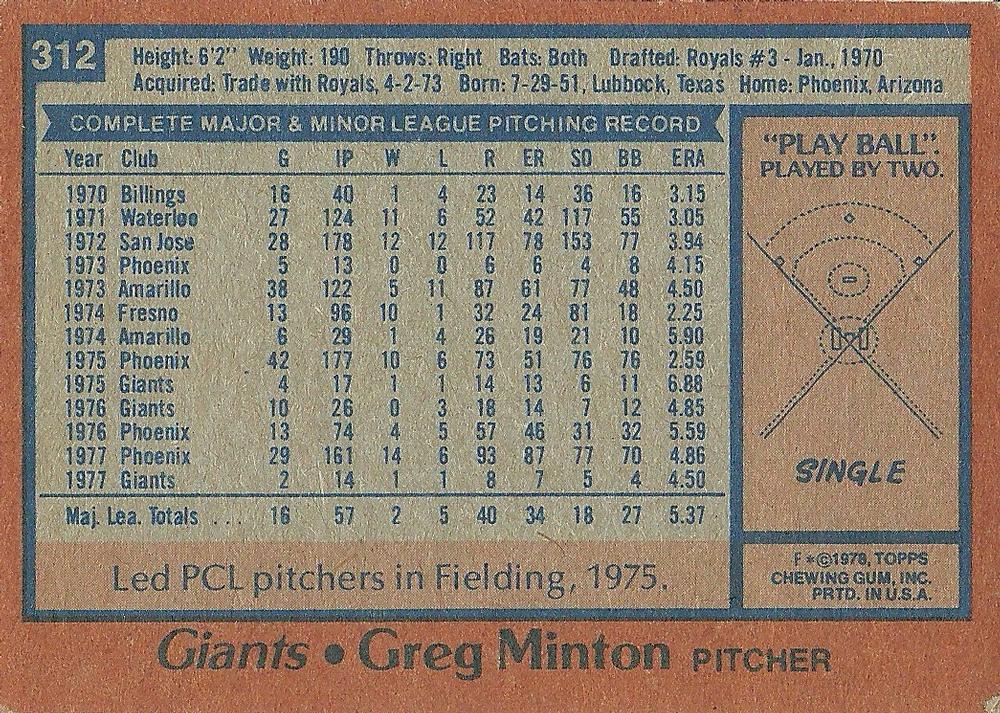 312
Height: 6'2" Weight: 190 Throws: Right Bats: Both Drafted: Royals #3 - Jan., 1970
Acquired: Trade with Royals, 4-2-73 Born: 7-29-51, Lubbock, Texas Home: Phoenix, Arizona
COMPLETE MAJOR & MINOR LEAGUE PITCHING RECORD
Year Club G IP W L R ER SO BB ERA
1970 Billings 16 40 1 4 23 14 36 16 3.15
1971 Waterloo 27 124 11 6 52 42 117 55 3.05
1972 San Jose 28 178 12 12 117 78 153 77 3.94
1973 Phoenix 5 13 0 0 6 6 4 8 4.15
1973 Amarillo 38 122 5 11 87 61 77 48 4.50
1974 Fresno 13 96 10 1 32 24 81 18 2.25
1974 Amarillo 6 29 1 4 26 19 21 10 5.90
1975 Phoenix 42 177 10 6 73 51 76 76 2.59
1975 Giants 4 17 1 1 14 13 6 11 6.88
1976 Giants 10 26 0 3 18 14 7 12 4.85
1976 Phoenix 13 74 4 5 57 46 31 32 5.59
1977 Phoenix 29 161 14 6 93 87 77 70 4.86
1977 Giants 2 14 1 1 8 7 5 4 4.50
Maj. Lea. Totals ... 16 57 2 5 40 34 18 27 5.37
Led PCL pitchers in Fielding, 1975.
"PLAY BALL":
PLAYED BY TWO.
SINGLE
F *©1978, TOPPS
CHEWING GUM, INC.
PRTD. IN U.S.A.
Giants • Greg Minton PITCHER